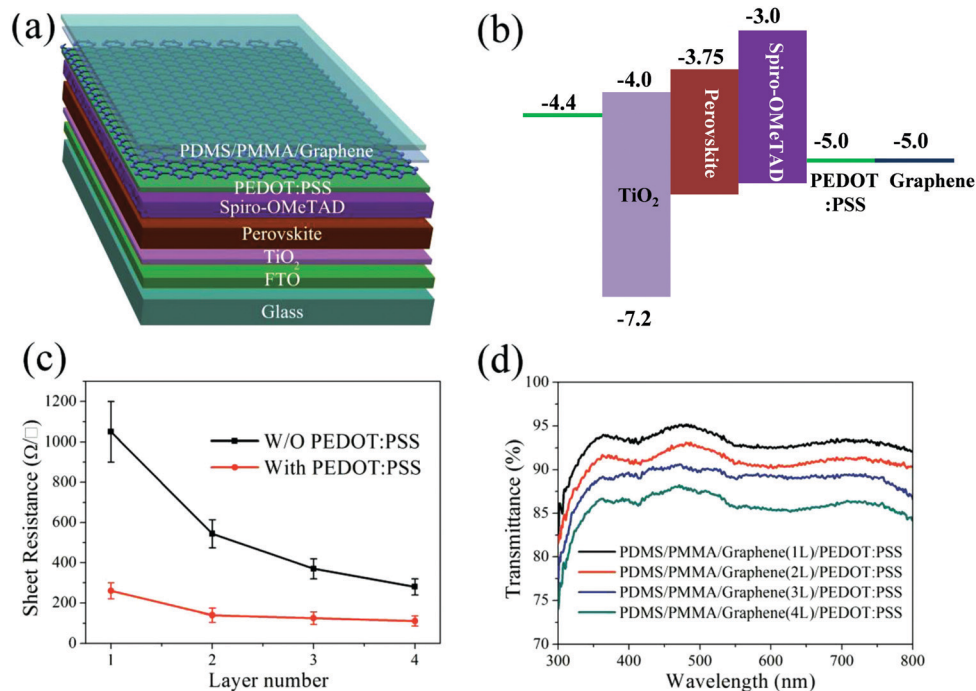 (a)
PDMS/PMMA/Graphene
PEDOT:PSS
Spiro-OMeTAD
Perovskite
TiO2
FTO
Glass
(b)
-4.4
-4.0
TiO2
-7.2
-3.75
Perovskite
-3.0
Spiro-OMeTAD
-5.0
PEDOT
:PSS
-5.0
Graphene
(c)
Sheet Resistance (Ω/□)
1200
1000
800
600
400
200
0
W/O PEDOT:PSS
With PEDOT:PSS
1 2 3 4
Layer number
(d)
Transmittance (%)
100
95
90
85
80
75
70
PDMS/PMMA/Graphene(1L)/PEDOT:PSS
PDMS/PMMA/Graphene(2L)/PEDOT:PSS
PDMS/PMMA/Graphene(3L)/PEDOT:PSS
PDMS/PMMA/Graphene(4L)/PEDOT:PSS
300 400 500 600 700 800
Wavelength (nm)